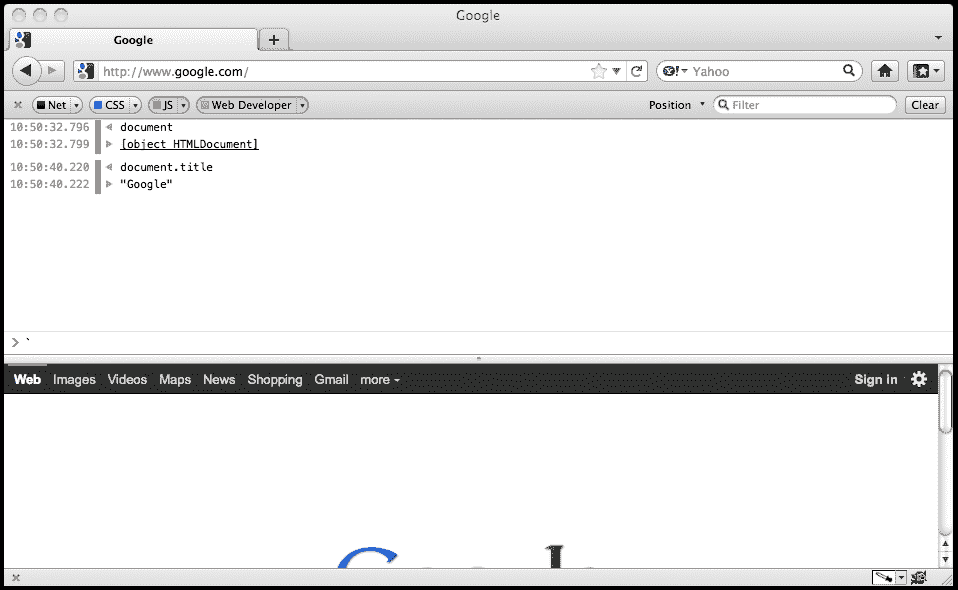 Google
Google
http://www.google.com/ Yahoo
Net CSS JS Web Developer Position Filter Clear
10:50:32.796 document
10:50:32.799 [object HTMLDocument]
10:50:40.220 document.title
10:50:40.222 "Google"
> `
Web Images Videos Maps News Shopping Gmail more Sign in